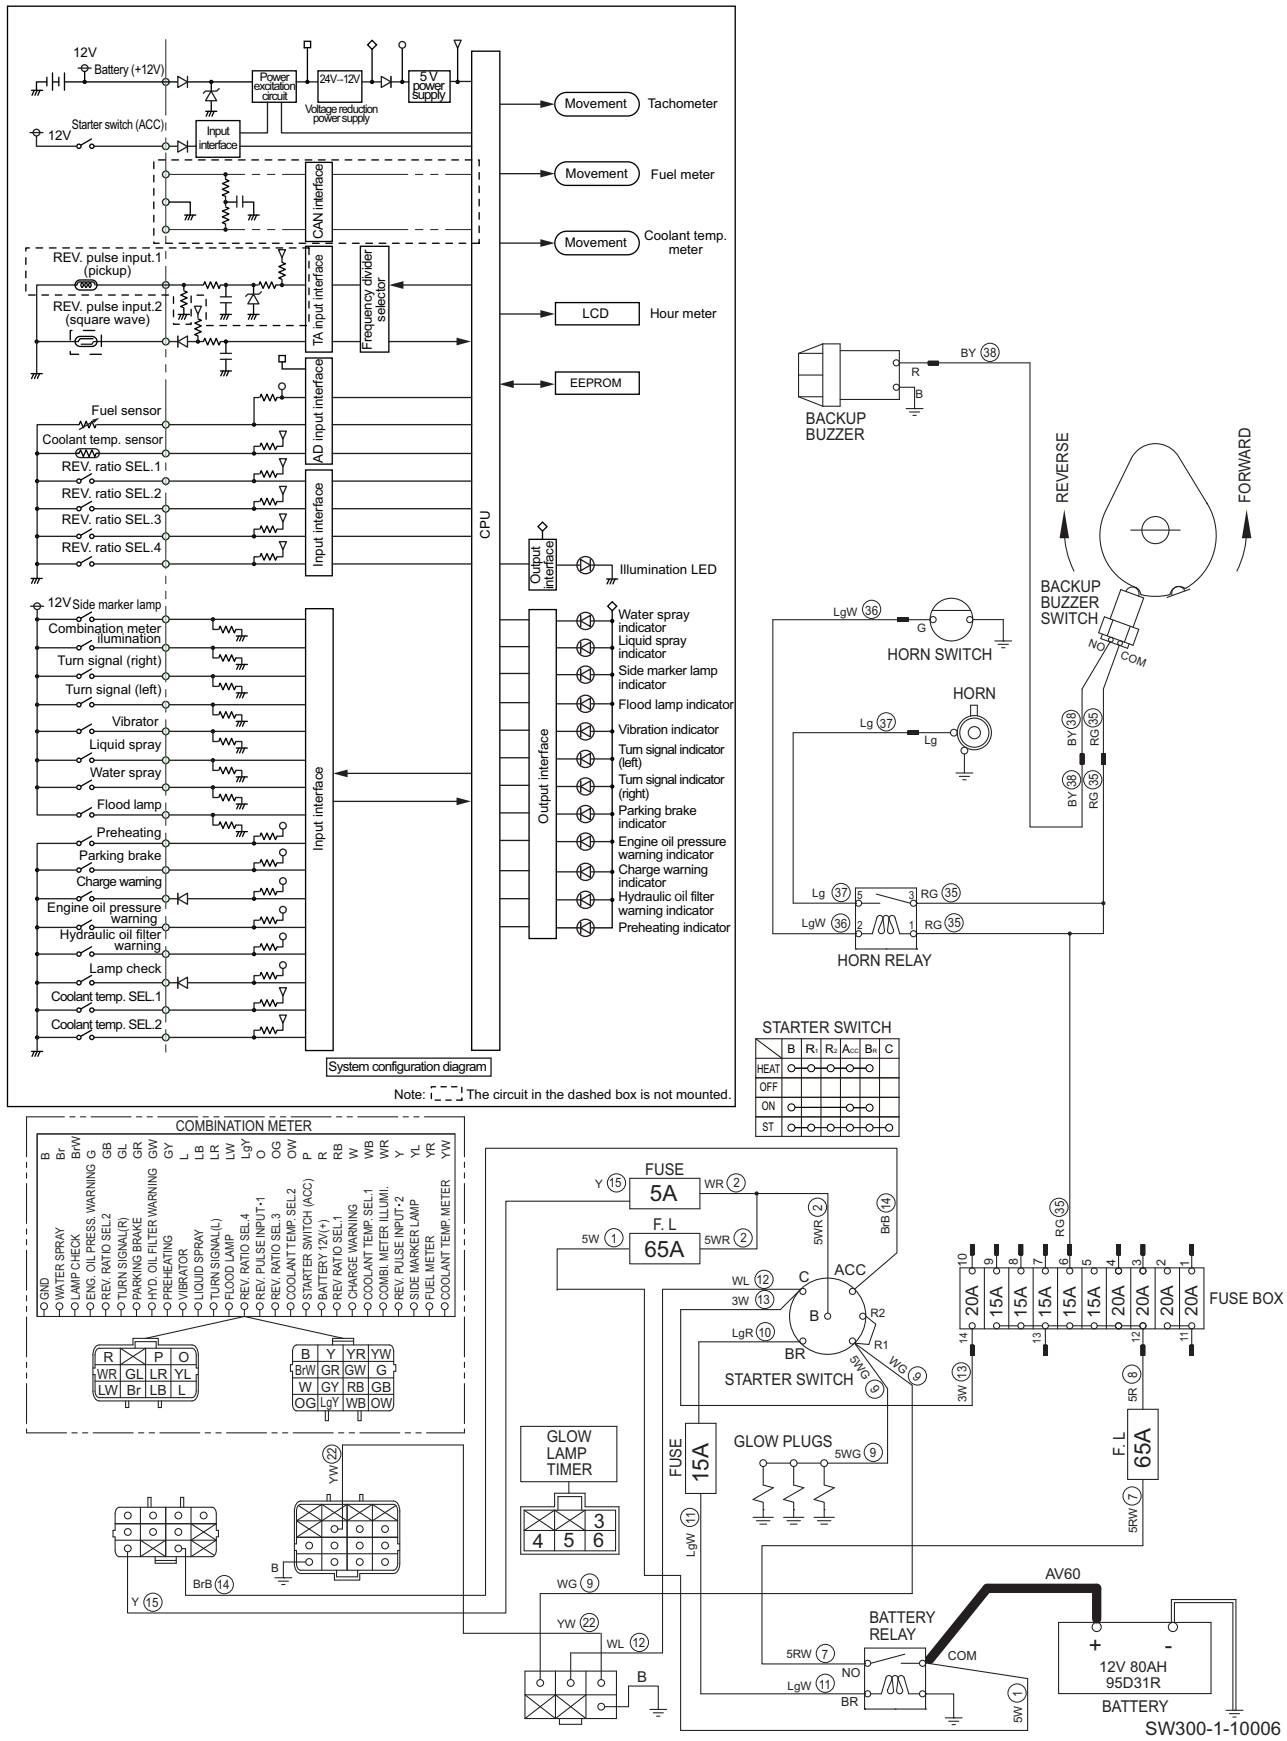 12V
Battery (+12V)
Power
excitation
circuit
24V→12V
Voltage reduction
power supply
5 V
power
supply
Starter switch (ACC)
12V
Input
interface
CAN interface
REV. pulse input.1
(pickup)
REV. pulse input.2
(square wave)
TA input interface
Frequency divider
selector
AD input interface
Fuel sensor
Coolant temp. sensor
REV. ratio SEL.1
REV. ratio SEL.2
REV. ratio SEL.3
REV. ratio SEL.4
Input interface
CPU
Movement
Tachometer
Movement
Fuel meter
Movement
Coolant temp.
meter
LCD
Hour meter
EEPROM
Output
interface
Illumination LED
12V
Side marker lamp
Combination meter
ilumination
Turn signal (right)
Turn signal (left)
Vibrator
Liquid spray
Water spray
Flood lamp
Preheating
Parking brake
Charge warning
Engine oil pressure
warning
Hydraulic oil filter
warning
Lamp check
Coolant temp. SEL.1
Coolant temp. SEL.2
Input interface
Output interface
Water spray
indicator
Liquid spray
indicator
Side marker lamp
indicator
Flood lamp indicator
Vibration indicator
Turn signal indicator
(left)
Turn signal indicator
(right)
Parking brake
indicator
Engine oil pressure
warning indicator
Charge warning
indicator
Hydraulic oil filter
warning indicator
Preheating indicator
System configuration diagram
Note: The circuit in the dashed box is not mounted.
BACKUP
BUZZER
R
B
BY 38
REVERSE
FORWARD
BACKUP
BUZZER
SWITCH
NO
COM
BY 38
RG 35
BY 38
RG 35
LgW 36
G
HORN SWITCH
HORN
Lg 37
Lg
Lg 37
5
3
RG 35
LgW 36
2
1
RG 35
HORN RELAY
STARTER SWITCH
B R1 R2 ACC BR C
HEAT
OFF
ON
ST
COMBINATION METER
B GND
Br WATER SPRAY
BrW LAMP CHECK
G ENG. OIL PRESS. WARNING
GB REV. RATIO SEL.2
GL TURN SIGNAL(R)
GR PARKING BRAKE
GW HYD. OIL FILTER WARNING
GY PREHEATING
L VIBRATOR
LB LIQUID SPRAY
LR TURN SIGNAL(L)
LW FLOOD LAMP
LgY REV. RATIO SEL.4
O REV. PULSE INPUT·1
OG REV. RATIO SEL.3
OW COOLANT TEMP. SEL.2
P STARTER SWITCH (ACC)
R BATTERY 12V(+)
RB REV RATIO SEL.1
W CHARGE WARNING
WB COOLANT TEMP. SEL.1
WR COMBI. METER ILLUMI.
Y REV. PULSE INPUT·2
YL SIDE MARKER LAMP
YR FUEL METER
YW COOLANT TEMP. METER
R P O
WR GL LR YL
LW Br LB L
B Y YR YW
BrW GR GW G
W GY RB GB
OG LgY WB OW
Y 15
FUSE
5A
WR 2
5W 1
F. L
65A
5WR 2
5WR 2
BrB 14
C
ACC
B
R2
R1
BR
WL 12
3W 13
LgR 10
STARTER SWITCH
5WG 9
WG 9
RG 35
10 9 8 7 6 5 4 3 2 1
20A 15A 15A 15A 15A 15A 20A 20A 20A 20A
FUSE BOX
14 13 12 11
3W 13
5R 8
F. L
65A
5RW 7
FUSE
15A
LgW 11
GLOW PLUGS
5WG 9
GLOW
LAMP
TIMER
3
4 5 6
YW 22
B
BrB 14
Y 15
WG 9
YW 22
WL 12
B
BATTERY
RELAY
5RW 7
NO
COM
LgW 11
BR
5W 1
AV60
+ -
12V 80AH
95D31R
BATTERY
SW300-1-10006